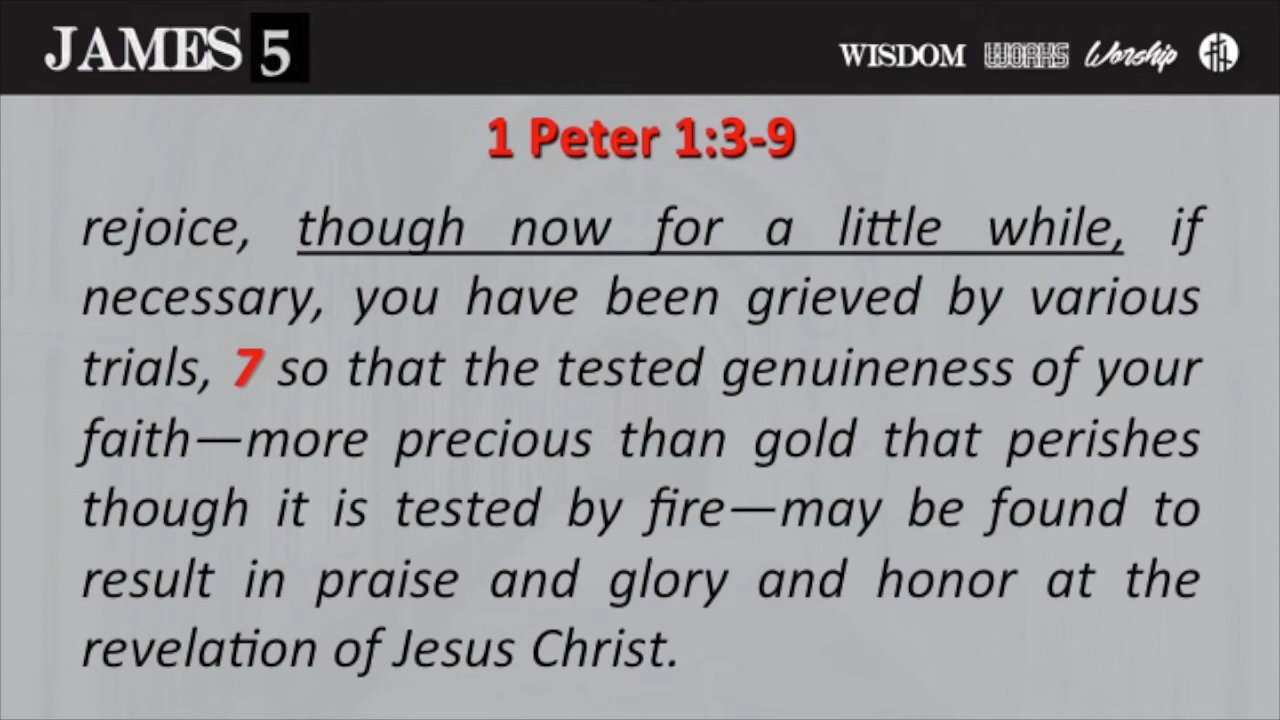 JAMES 5
WISDOM WORKS Worship
1 Peter 1:3-9
rejoice, though now for a little while, if
necessary, you have been grieved by various
trials, 7 so that the tested genuineness of your
faith—more precious than gold that perishes
though it is tested by fire—may be found to
result in praise and glory and honor at the
revelation of Jesus Christ.